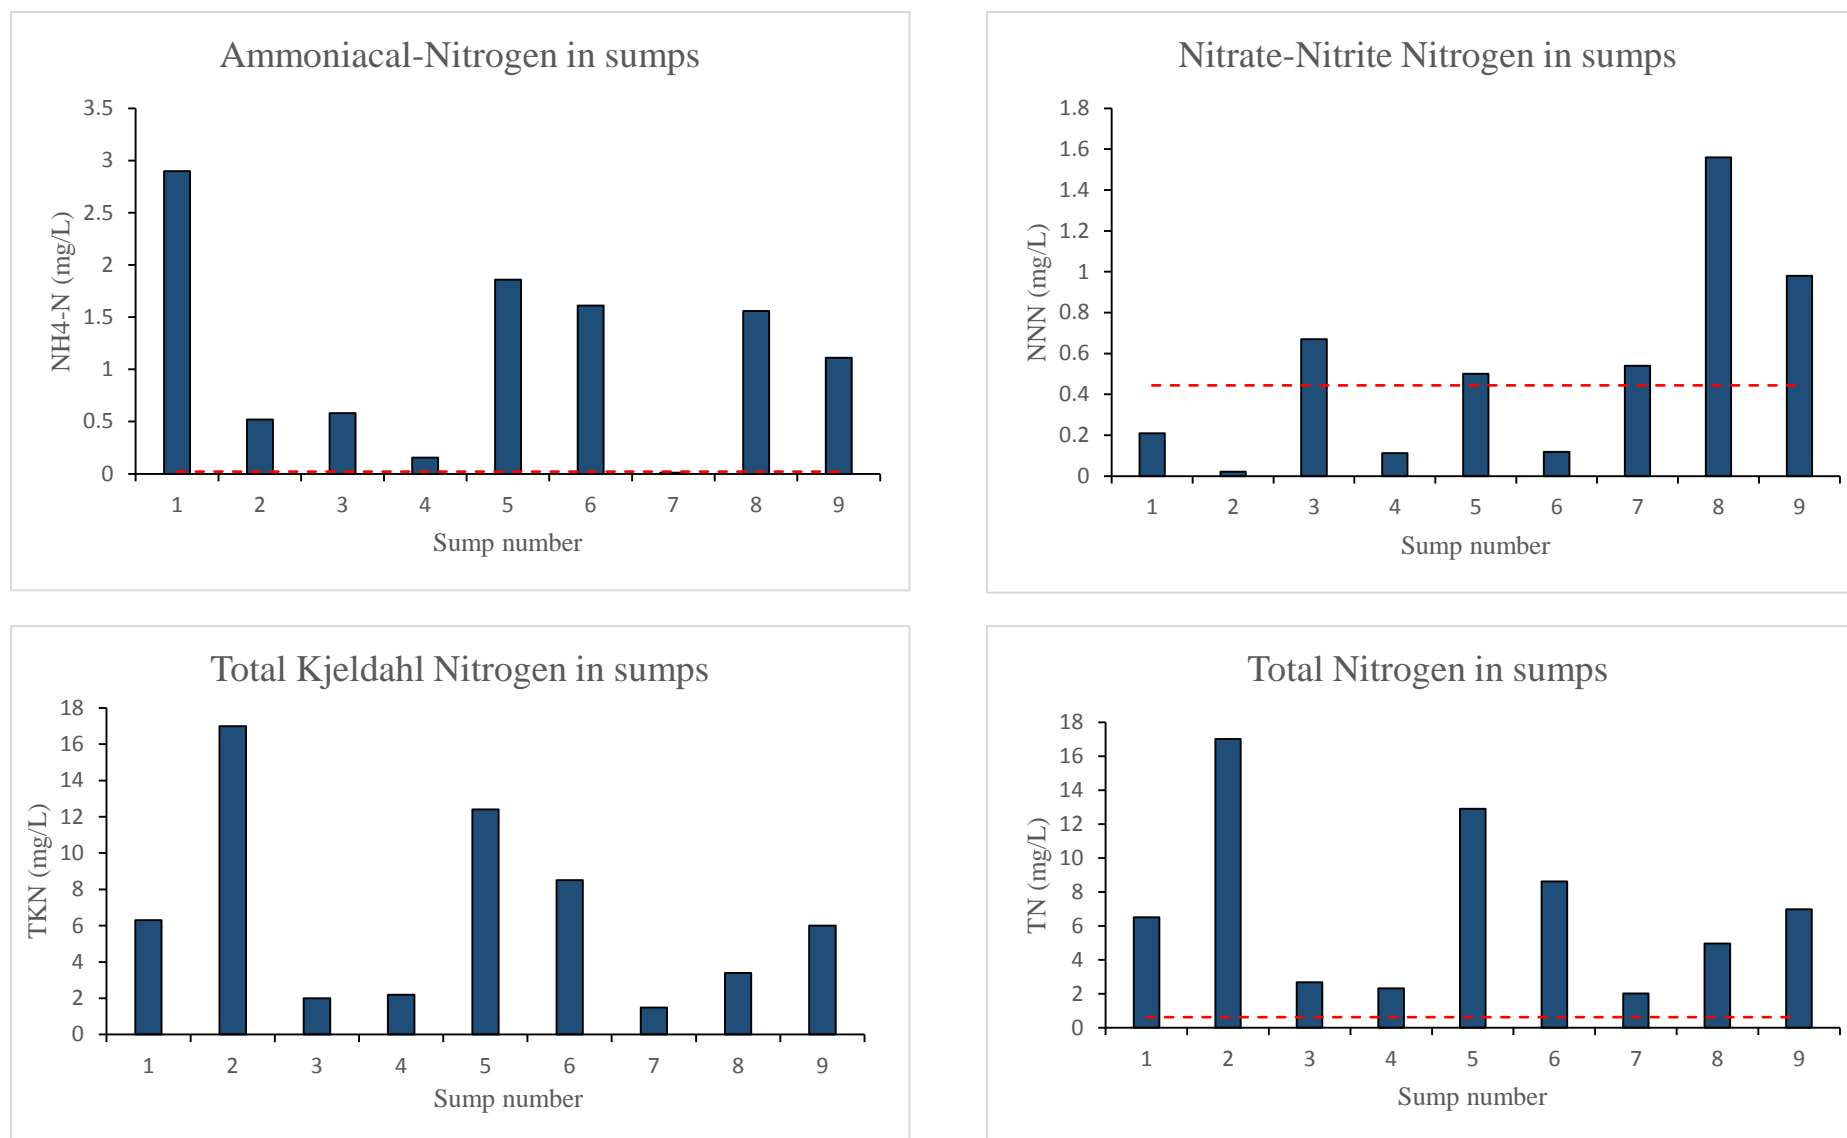 Ammoniacal-Nitrogen in sumps
3.5
3
2.5
2
1.5
1
0.5
0
NH4-N (mg/L)
1 2 3 4 5 6 7 8 9
Sump number
Nitrate-Nitrite Nitrogen in sumps
1.8
1.6
1.4
1.2
1
0.8
0.6
0.4
0.2
0
NNN (mg/L)
1 2 3 4 5 6 7 8 9
Sump number
Total Kjeldahl Nitrogen in sumps
18
16
14
12
10
8
6
4
2
0
TKN (mg/L)
1 2 3 4 5 6 7 8 9
Sump number
Total Nitrogen in sumps
18
16
14
12
10
8
6
4
2
0
TN (mg/L)
1 2 3 4 5 6 7 8 9
Sump number